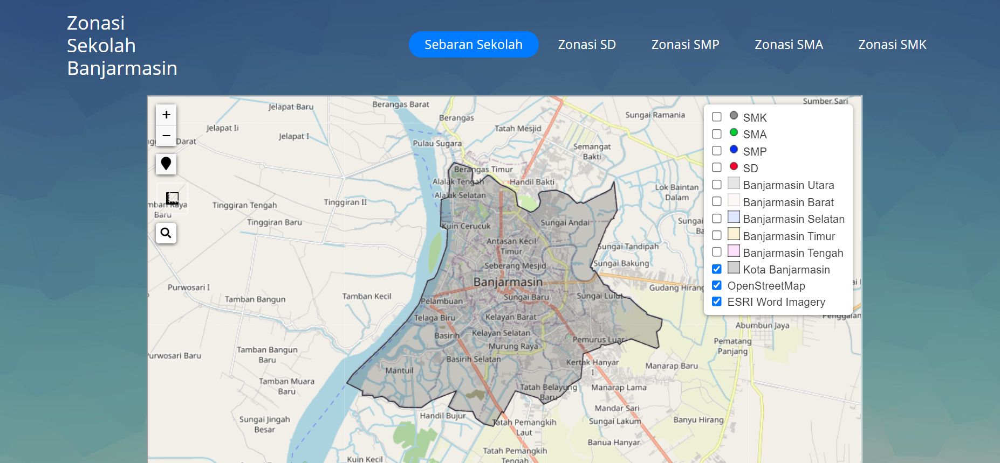 Zonasi
Sekolah
Banjarmasin
Sebaran Sekolah
Zonasi SD
Zonasi SMP
Zonasi SMA
Zonasi SMK
+
−
SMK
SMA
SMP
SD
Banjarmasin Utara
Banjarmasin Barat
Banjarmasin Selatan
Banjarmasin Timur
Banjarmasin Tengah
Kota Banjarmasin
OpenStreetMap
ESRI Word Imagery
Sumber Sari
Berangas Barat
Jelapat Baru
Sungai Ramania
Berangas
Jelapat Ii
Tatah Mesjid
Jelapat I
Darat
Pulau Sugara
Semangat
Bakti
Berangas Timur
Alalak Tengah
Handil Bakti
Lok Baintan
Dalam
Alalak Selatan
Tinggiran II
Tinggiran Tengah
Raya
Baru
Tinggiran Baru
Sungai Andai
Sungai
Kuin Cerucuk
Antasan Kecil
Timur
Sungai Tandipah
Sungai Bakung
Seberang Mesjid
Banjarmasin
Purwosari I
Gudang Hirang
Tamban Kecil
Sungai Baru
Sungai Lulut
Tamban Bangun
Pelambuan
Telaga Biru
Kelayan Barat
Abumbun Jaya
Basirih
Kelayan Selatan
Pemurus Luar
Pematang
Panjang
Murung Raya
Tamban Bangun
Baru
Purwosari Baru
Basirih Selatan
Kertak Hanyar
I
Manarap Baru
Mantuil
Tamban Muara
Baru
Tatah Belayung
Baru
Manarap Lama
Mandar Sari
Handil Bujur
Sungai Jingah
Besar
Tatah Pemangkih
Laut
Sungai Lakum
Banyu Hirang
Banua Hanyar
Tatah Pemangkih
Tengah
Kuin Kecil